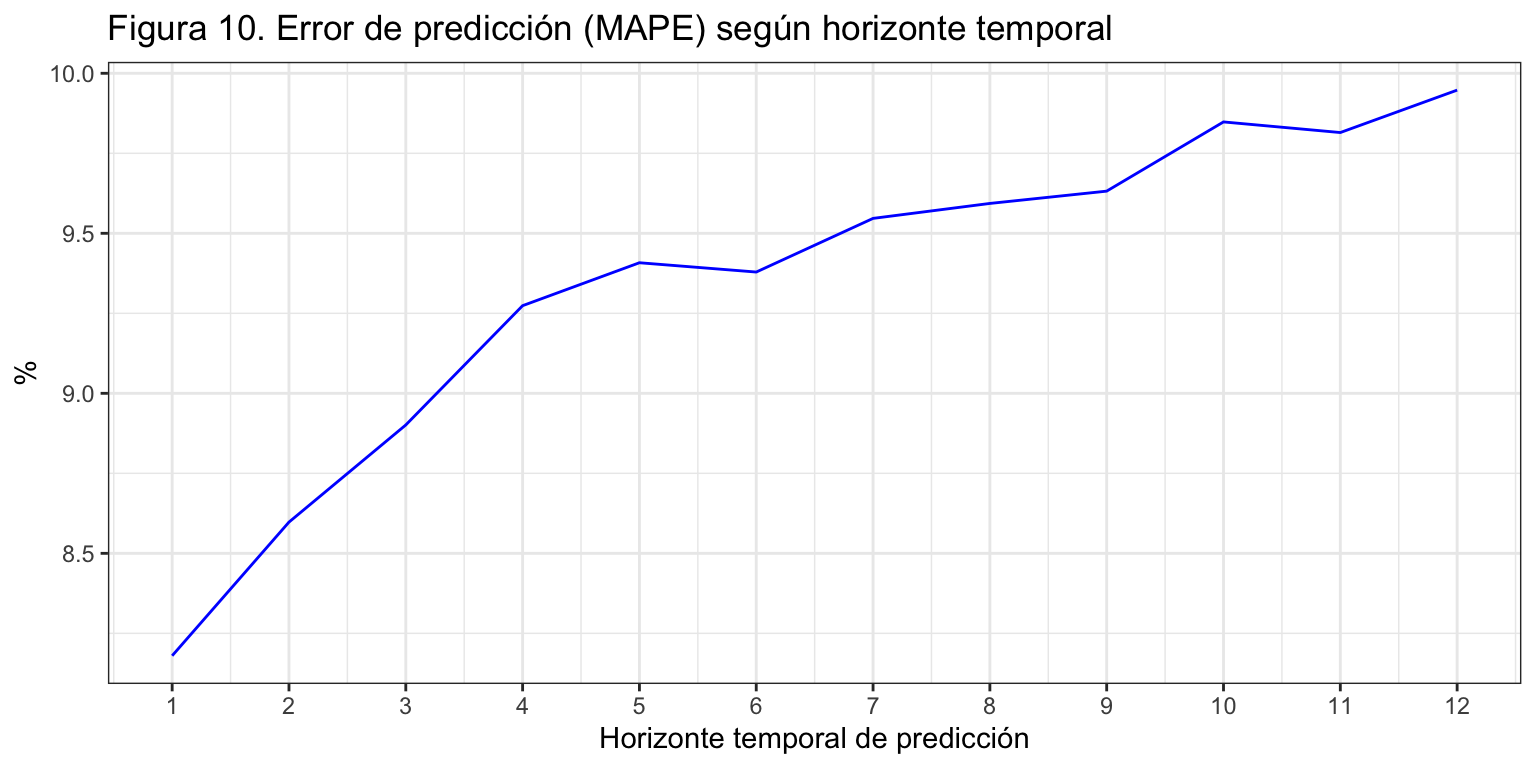 Figura 10. Error de predicción (MAPE) según horizonte temporal
10.0
9.5
9.0
8.5
%
1 2 3 4 5 6 7 8 9 10 11 12
Horizonte temporal de predicción